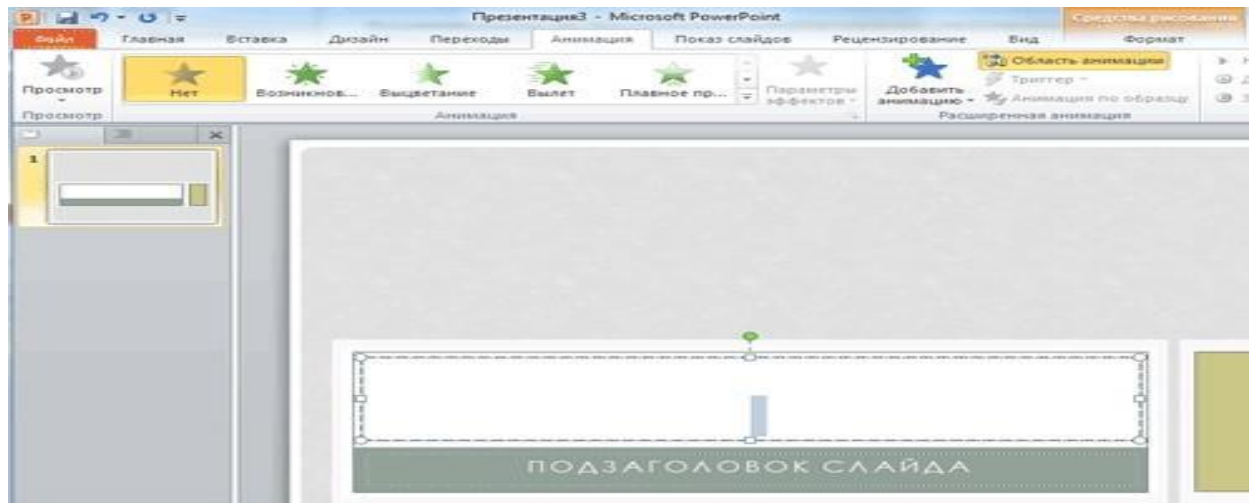 Презентация3 - Microsoft PowerPoint
Средства рисования
Файл Главная Вставка Дизайн Переходы Анимация Показ слайдов Рецензирование Вид Формат
Просмотр Нет Возникнов... Выцветание Вылет Плавное пр... Параметры эффектов Добавить анимацию Область анимации
Триггер
Анимация по образцу
Просмотр Анимация Расширенная анимация
1
ПОДЗАГОЛОВОК СЛАЙДА